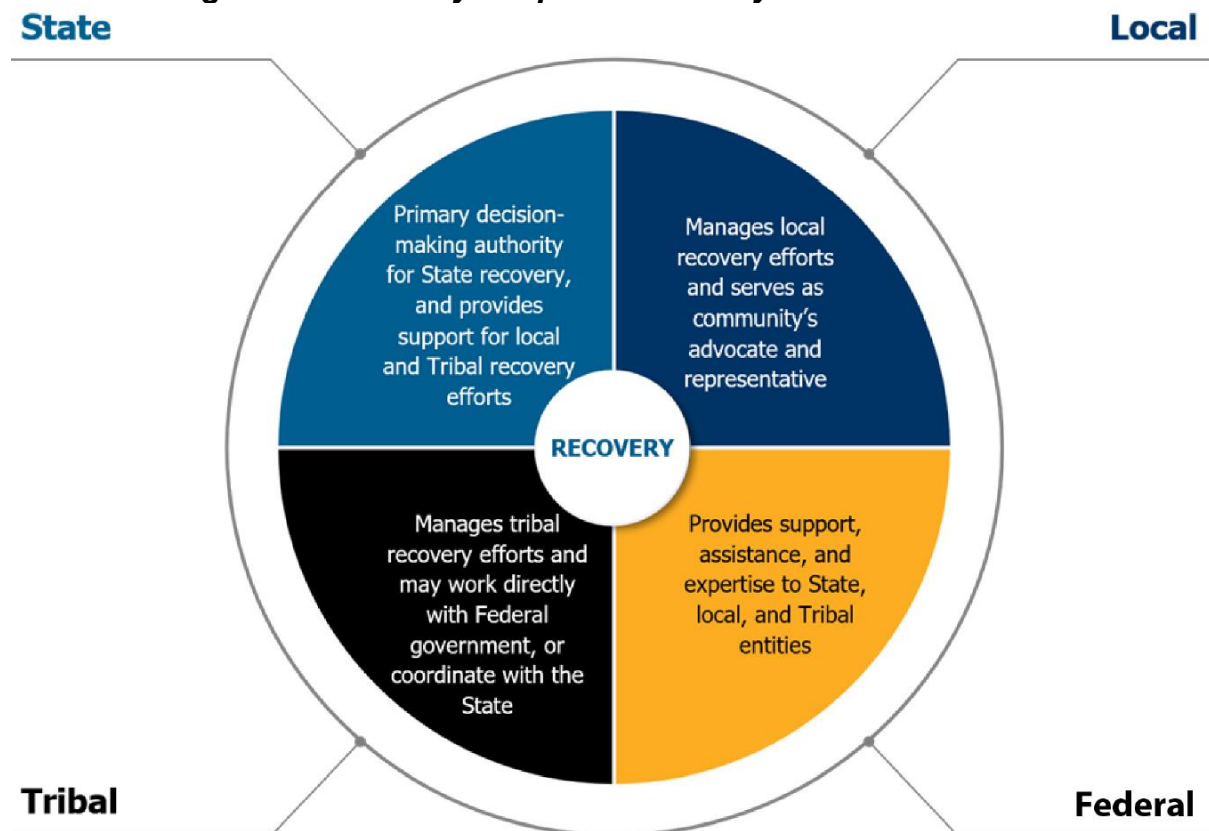 State
Local
Primary decision-
making authority
for State recovery,
and provides
support for local
and Tribal recovery
efforts
Manages local
recovery efforts
and serves as
community’s
advocate and
representative
RECOVERY
Manages tribal
recovery efforts and
may work directly
with Federal
government, or
coordinate with the
State
Provides support,
assistance, and
expertise to State,
local, and Tribal
entities
Tribal
Federal